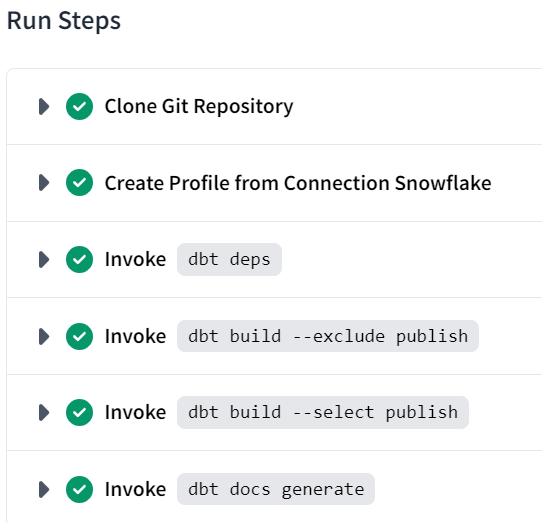 Run Steps
Clone Git Repository
Create Profile from Connection Snowflake
Invoke dbt deps
Invoke dbt build --exclude publish
Invoke dbt build --select publish
Invoke dbt docs generate